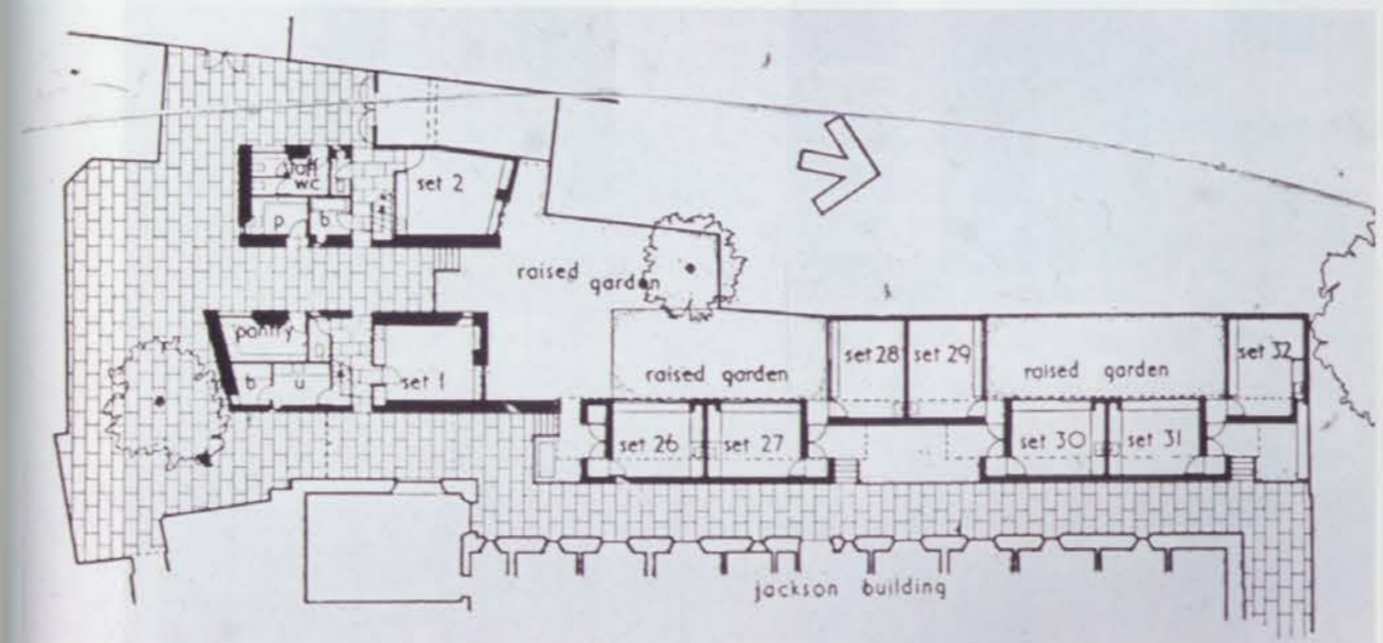 staff
wc
set 2
p
b
raised
garden
pantry
b
u
set 1
raised garden
set 28
set 29
raised garden
set 32
set 26
set 27
set 30
set 31
jackson building